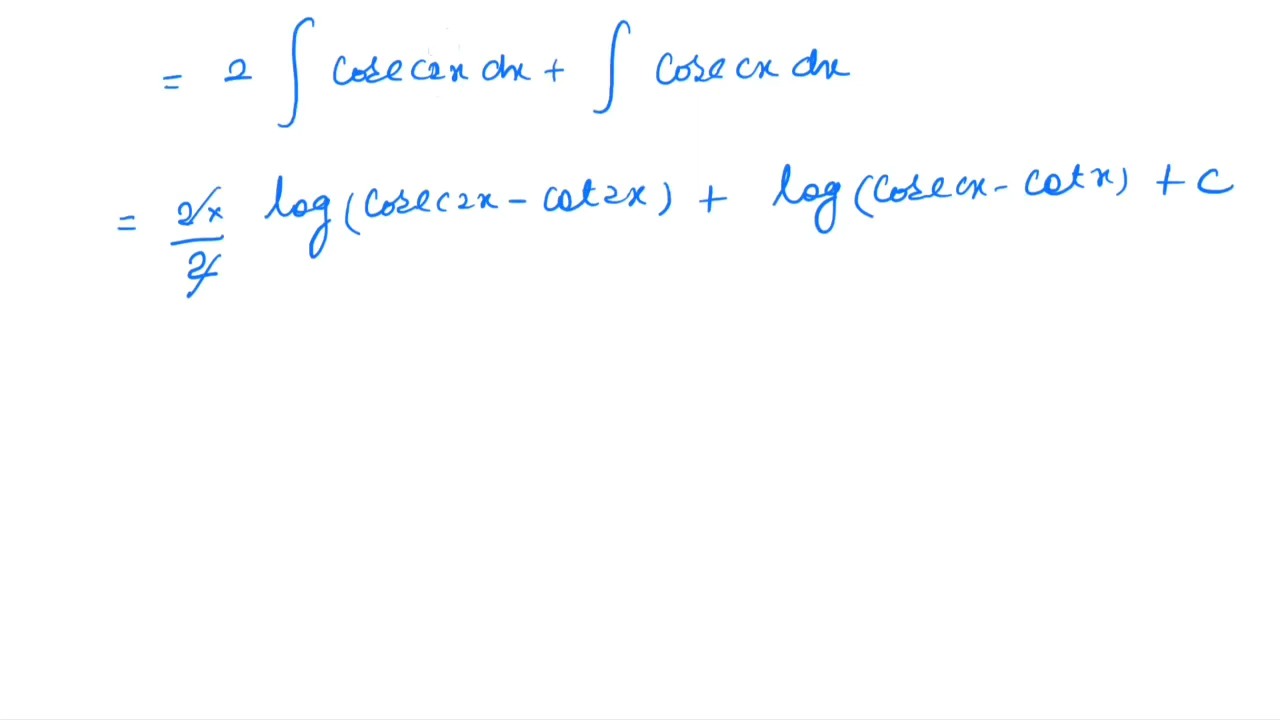 = 2 ∫ cosec2x dx + ∫ cosecx dx
= 2×/2 log(cosec2x - cot2x) + log(cosecx - cotx) + c